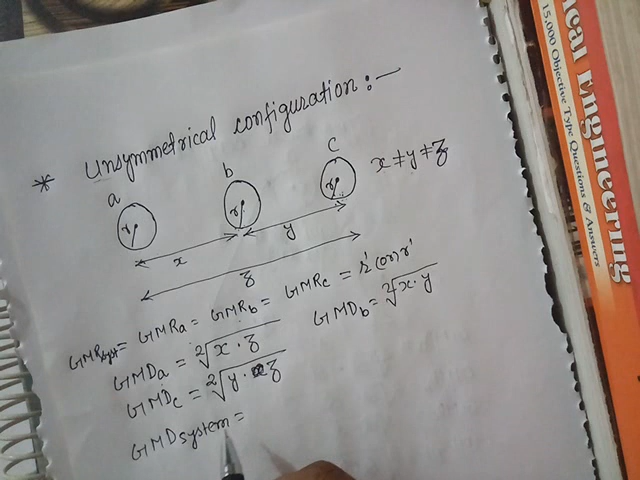 * Unsymmetrical configuration :-
a b c
r r r
x ≠ y ≠ z
x y
z
GMRsyst = GMRa = GMRb = GMRc = r' (or) r'
GMDa = ²√x·z GMDb = ²√x·y
GMDc = ²√y·z
GMDsystem =
ical Engineering
15,000 Objective Type Questions & Answers